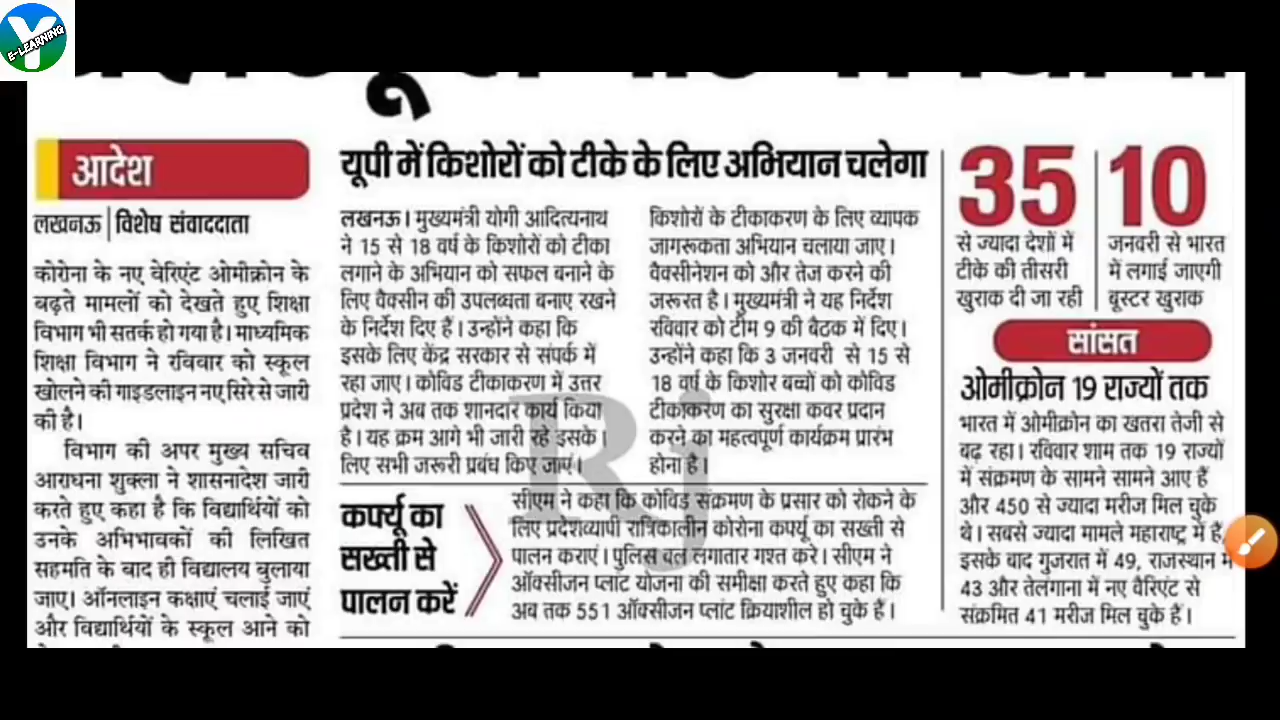 Y
E-LEARNING
आदेश
लखनऊ | विशेष संवाददाता
कोरोना के नए वेरिएंट ओमीक्रोन के
बढ़ते मामलों को देखते हुए शिक्षा
विभाग भी सतर्क हो गया है। माध्यमिक
शिक्षा विभाग ने रविवार को स्कूल
खोलने की गाइडलाइन नए सिरे से जारी
की है।
विभाग की अपर मुख्य सचिव
आराधना शुक्ला ने शासनादेश जारी
करते हुए कहा है कि विद्यार्थियों को
उनके अभिभावकों की लिखित
सहमति के बाद ही विद्यालय बुलाया
जाए। ऑनलाइन कक्षाएं चलाई जाएं
और विद्यार्थियों के स्कूल आने को
यूपी में किशोरों को टीके के लिए अभियान चलेगा
लखनऊ। मुख्यमंत्री योगी आदित्यनाथ
ने 15 से 18 वर्ष के किशोरों को टीका
लगाने के अभियान को सफल बनाने के
लिए वैक्सीन की उपलब्धता बनाए रखने
के निर्देश दिए हैं। उन्होंने कहा कि
इसके लिए केंद्र सरकार से संपर्क में
रहा जाए। कोविड टीकाकरण में उत्तर
प्रदेश ने अब तक शानदार कार्य किया
है। यह क्रम आगे भी जारी रहे इसके।
लिए सभी जरूरी प्रबंध किए जाएं।
किशोरों के टीकाकरण के लिए व्यापक
जागरूकता अभियान चलाया जाए।
वैक्सीनेशन को और तेज करने की
जरूरत है। मुख्यमंत्री ने यह निर्देश
रविवार को टीम 9 की बैठक में दिए।
उन्होंने कहा कि 3 जनवरी से 15 से
18 वर्ष के किशोर बच्चों को कोविड
टीकाकरण का सुरक्षा कवर प्रदान
करने का महत्वपूर्ण कार्यक्रम प्रारंभ
होना है।
कर्फ्यू का
सख्ती से
पालन करें
सीएम ने कहा कि कोविड संक्रमण के प्रसार को रोकने के
लिए प्रदेशव्यापी रात्रिकालीन कोरोना कर्फ्यू का सख्ती से
पालन कराएं। पुलिस बल लगातार गश्त करे। सीएम ने
ऑक्सीजन प्लांट योजना की समीक्षा करते हुए कहा कि
अब तक 551 ऑक्सीजन प्लांट क्रियाशील हो चुके हैं।
35
से ज्यादा देशों में
टीके की तीसरी
खुराक दी जा रही
10
जनवरी से भारत
में लगाई जाएगी
बूस्टर खुराक
सांसत
ओमीक्रोन 19 राज्यों तक
भारत में ओमीक्रोन का खतरा तेजी से
बढ़ रहा। रविवार शाम तक 19 राज्यों
में संक्रमण के सामने सामने आए हैं
और 450 से ज्यादा मरीज मिल चुके
थे। सबसे ज्यादा मामले महाराष्ट्र में हैं,
इसके बाद गुजरात में 49, राजस्थान में
43 और तेलंगाना में नए वैरिएंट से
संक्रमित 41 मरीज मिल चुके हैं।
Rj